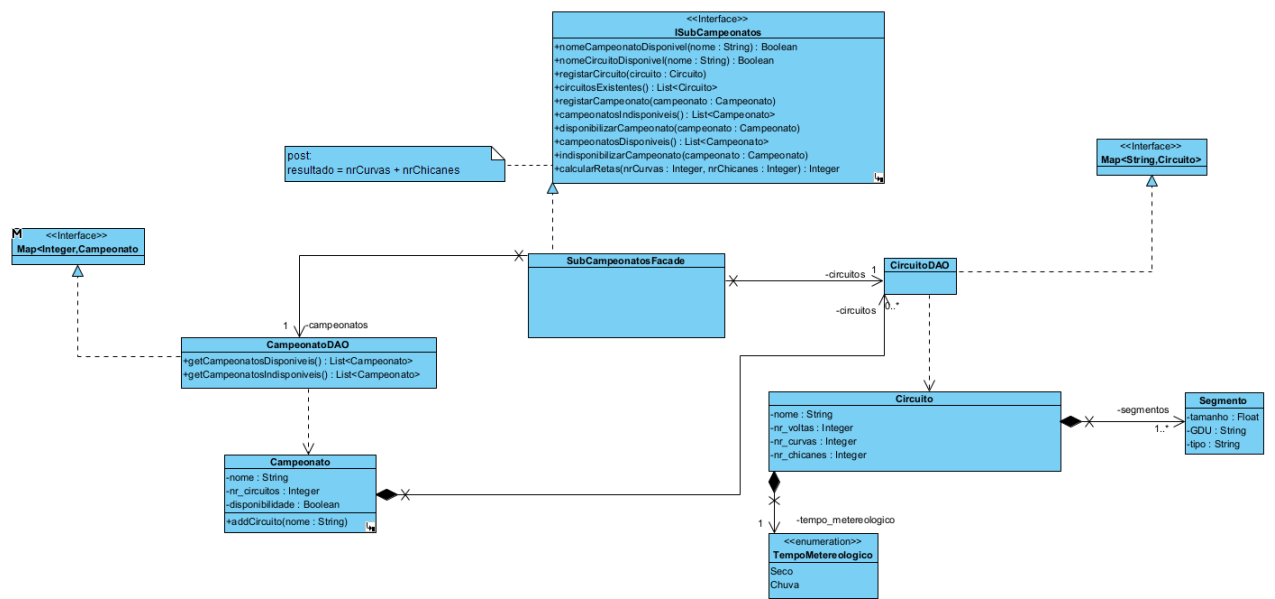 <<Interface>>
ISubCampeonatos
+nomeCampeonatoDisponivel(nome : String) : Boolean
+nomeCircuitoDisponivel(nome : String) : Boolean
+registarCircuito(circuito : Circuito)
+circuitosExistentes() : List<Circuito>
+registarCampeonato(campeonato : Campeonato)
+campeonatosIndisponiveis() : List<Campeonato>
+disponibilizarCampeonato(campeonato : Campeonato)
+campeonatosDisponiveis() : List<Campeonato>
+indisponibilizarCampeonato(campeonato : Campeonato)
+calcularRetas(nrCurvas : Integer, nrChicanes : Integer) : Integer
post:
resultado = nrCurvas + nrChicanes
<<Interface>>
Map<String,Circuito>
M
<<Interface>>
Map<Integer,Campeonato
SubCampeonatosFacade
-circuitos
1
CircuitoDAO
-circuitos
0..*
1
-campeonatos
CampeonatoDAO
+getCampeonatosDisponiveis() : List<Campeonato>
+getCampeonatosIndisponiveis() : List<Campeonato>
Circuito
-nome : String
-nr_voltas : Integer
-nr_curvas : Integer
-nr_chicanes : Integer
-segmentos
1..*
Segmento
-tamanho : Float
-GDU : String
-tipo : String
Campeonato
-nome : String
-nr_circuitos : Integer
-disponibilidade : Boolean
+addCircuito(nome : String)
1
-tempo_metereologico
<<enumeration>>
TempoMetereologico
Seco
Chuva